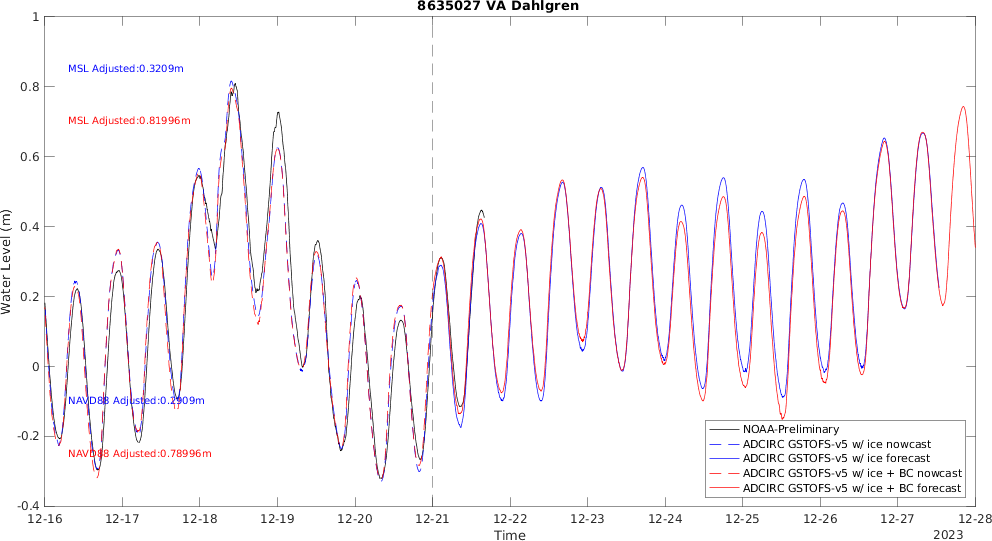 8635027 VA Dahlgren
Water Level (m)
1
0.8
0.6
0.4
0.2
0
-0.2
-0.4
MSL Adjusted:0.3209m
MSL Adjusted:0.81996m
NAVD88 Adjusted:0.2909m
NAVD88 Adjusted:0.78996m
NOAA-Preliminary
ADCIRC GSTOFS-v5 w/ ice nowcast
ADCIRC GSTOFS-v5 w/ ice forecast
ADCIRC GSTOFS-v5 w/ ice + BC nowcast
ADCIRC GSTOFS-v5 w/ ice + BC forecast
12-16 12-17 12-18 12-19 12-20 12-21 12-22 12-23 12-24 12-25 12-26 12-27 12-28
Time
2023